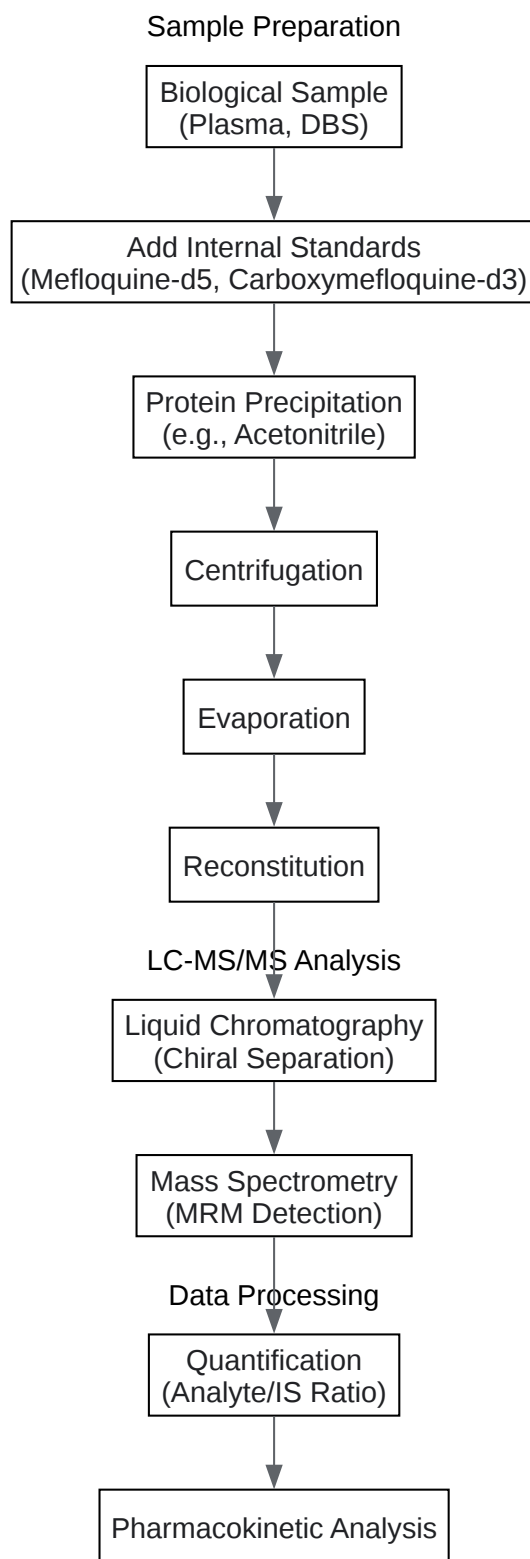 Sample Preparation
Biological Sample
(Plasma, DBS)
Add Internal Standards
(Mefloquine-d5, Carboxymefloquine-d3)
Protein Precipitation
(e.g., Acetonitrile)
Centrifugation
Evaporation
Reconstitution
LC-MS/MS Analysis
Liquid Chromatography
(Chiral Separation)
Mass Spectrometry
(MRM Detection)
Data Processing
Quantification
(Analyte/IS Ratio)
Pharmacokinetic Analysis